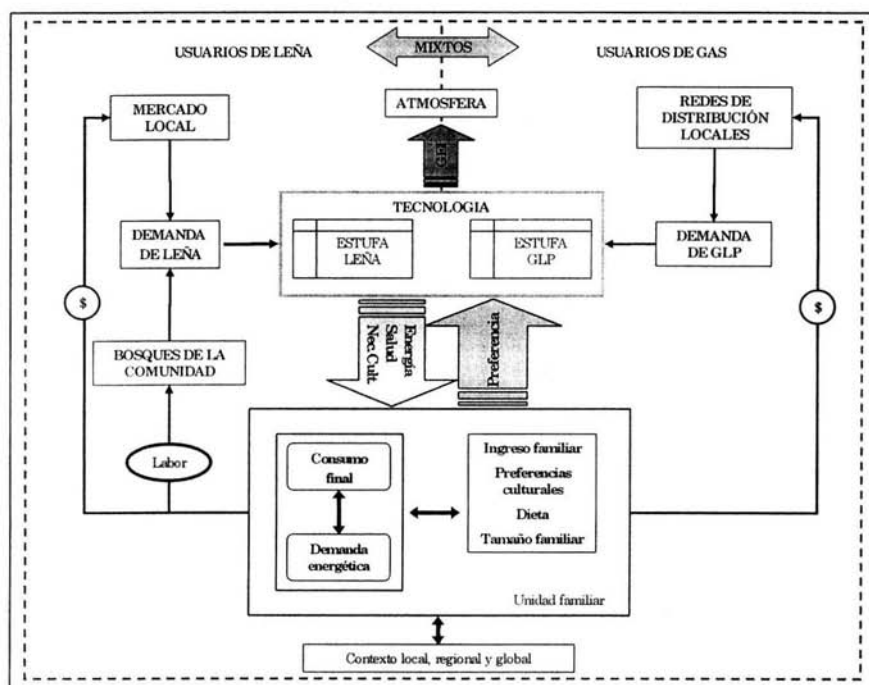 USUARIOS DE LEÑA
MIXTOS
USUARIOS DE GAS
ATMOSFERA
MERCADO
LOCAL
REDES DE
DISTRIBUCIÓN
LOCALES
GEI
TECNOLOGIA
ESTUFA
LEÑA
ESTUFA
GLP
DEMANDA
DE LEÑA
DEMANDA
DE GLP
$
$
Energía
Salud
Nec. Cult.
Preferencia
BOSQUES DE LA
COMUNIDAD
Labor
Consumo
final
Demanda
energética
Ingreso familiar
Preferencias
culturales
Dieta
Tamaño familiar
Unidad familiar
Contexto local, regional y global